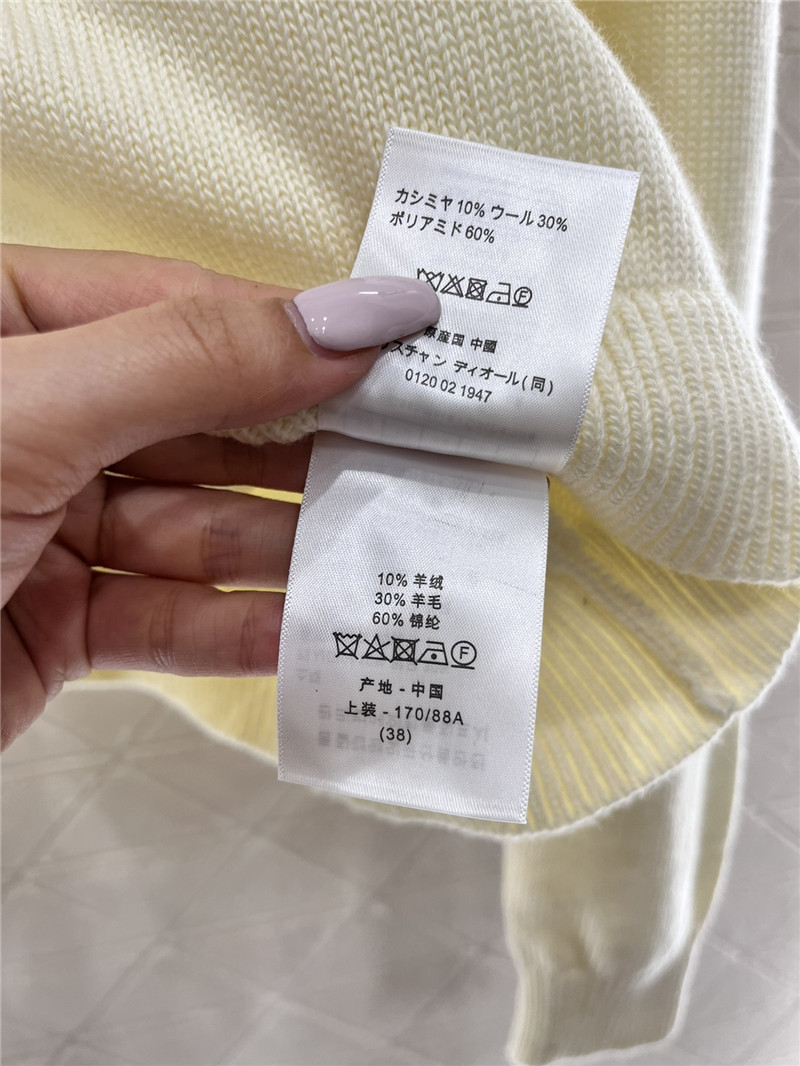 カシミヤ 10% ウール 30%
ポリアミド 60%
原産国 中國
スチャン ディオール(同)
0120 02 1947
10% 羊绒
30% 羊毛
60% 锦纶
F
产地 - 中国
上装 - 170/88A
(38)